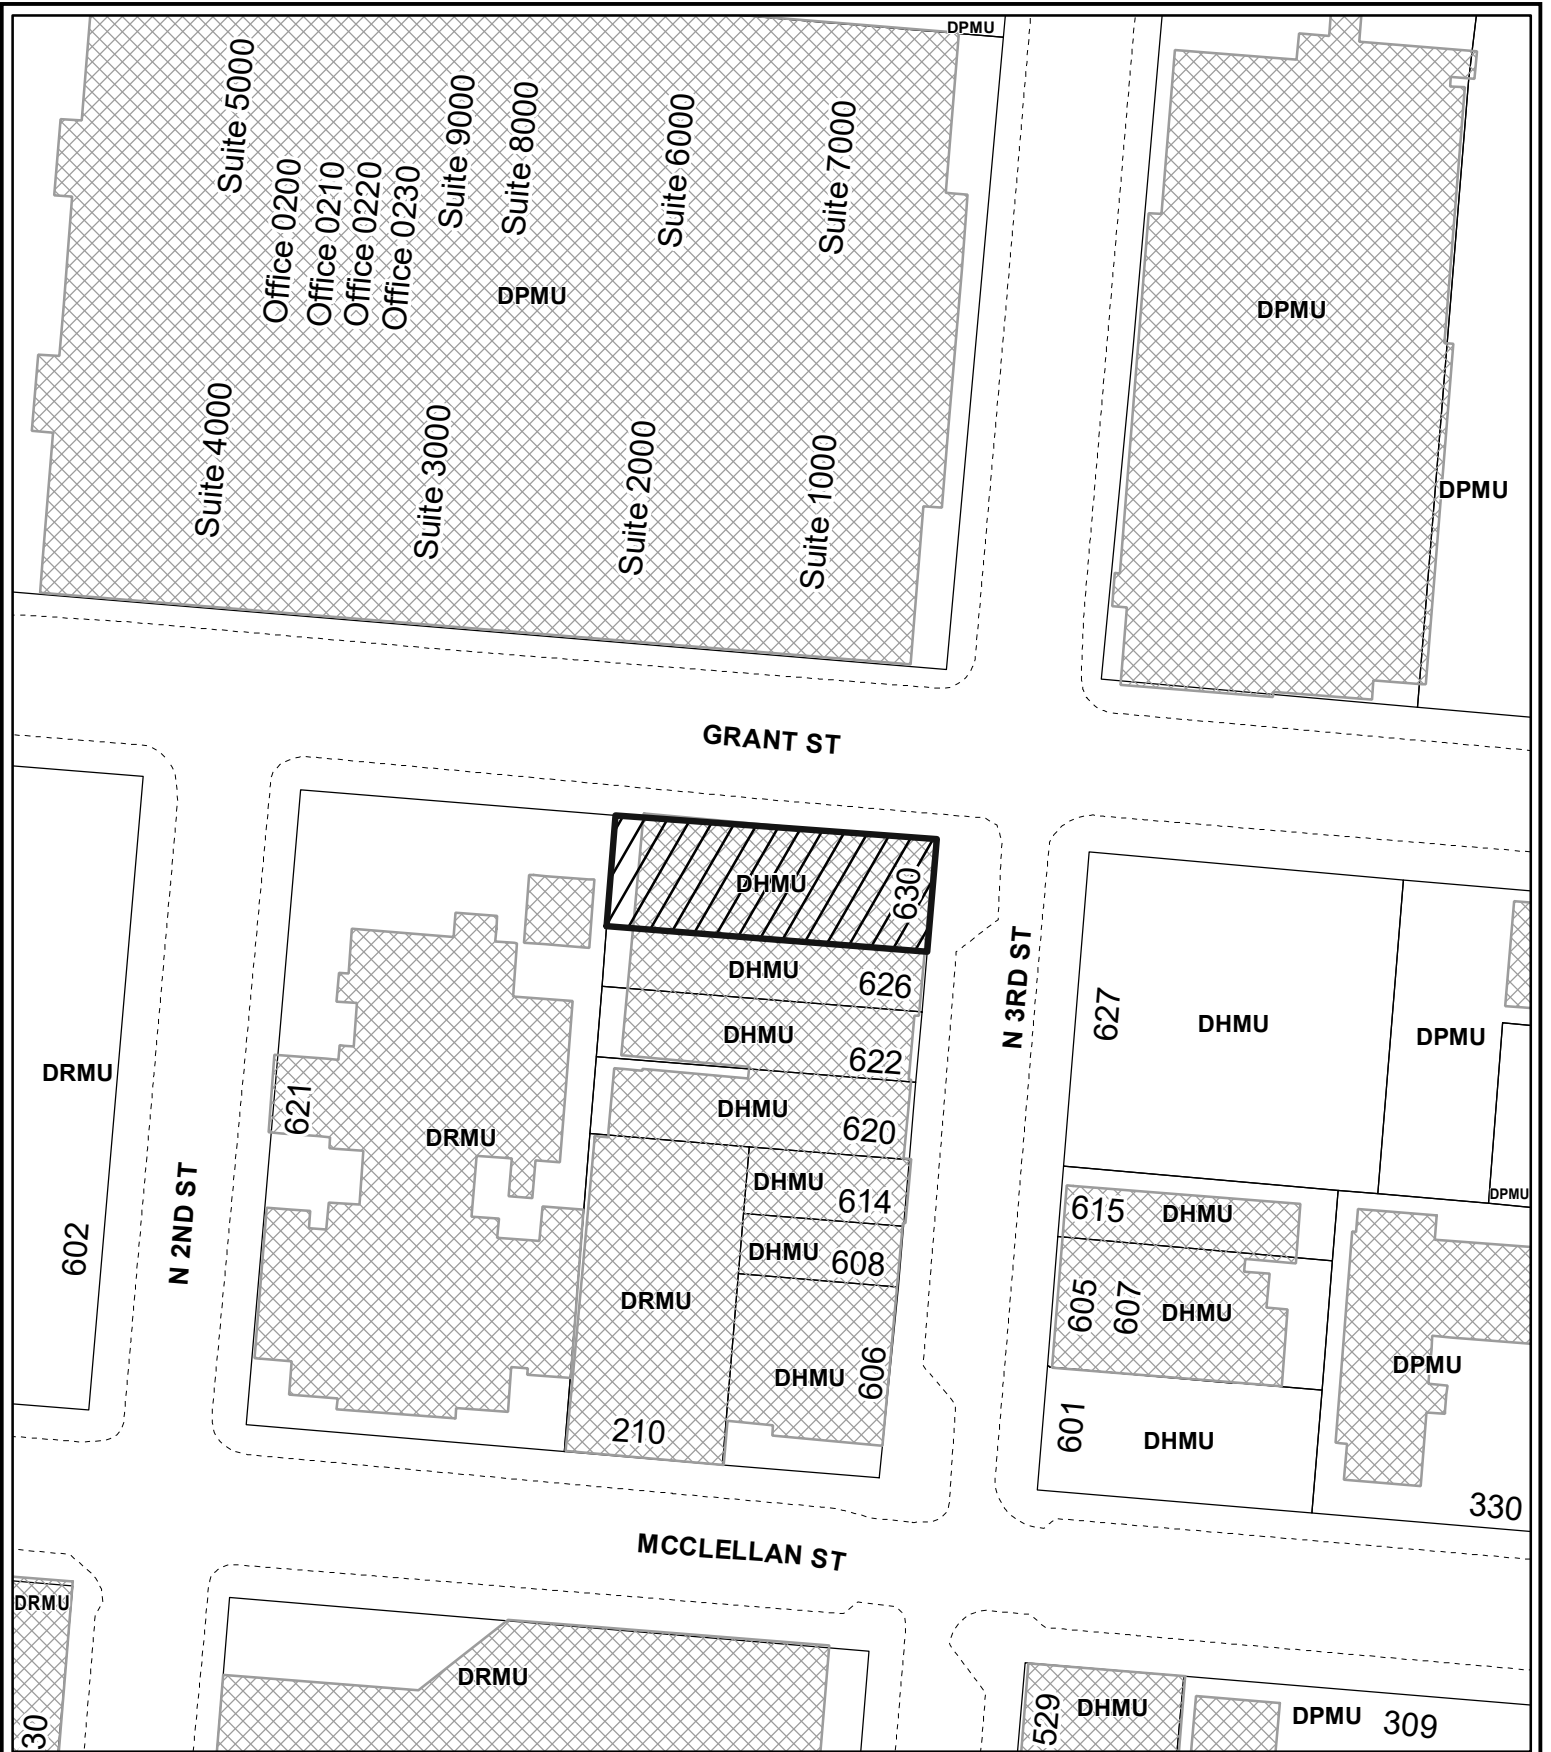 DPMU
Suite 5000
Office 0200
Office 0210
Office 0220
Office 0230
Suite 9000
Suite 8000
Suite 6000
Suite 7000
DPMU
DPMU
Suite 4000
Suite 3000
Suite 2000
Suite 1000
DPMU
GRANT ST
DHMU
630
DHMU
626
N 3RD ST
627
DHMU
DPMU
DHMU
622
DRMU
621
DRMU
DHMU
620
DHMU
614
DPMU
615
DHMU
N 2ND ST
602
DHMU
608
DRMU
605
607
DHMU
DHMU
606
DPMU
210
601
DHMU
330
MCCLELLAN ST
DRMU
30
DRMU
529
DHMU
DPMU
309